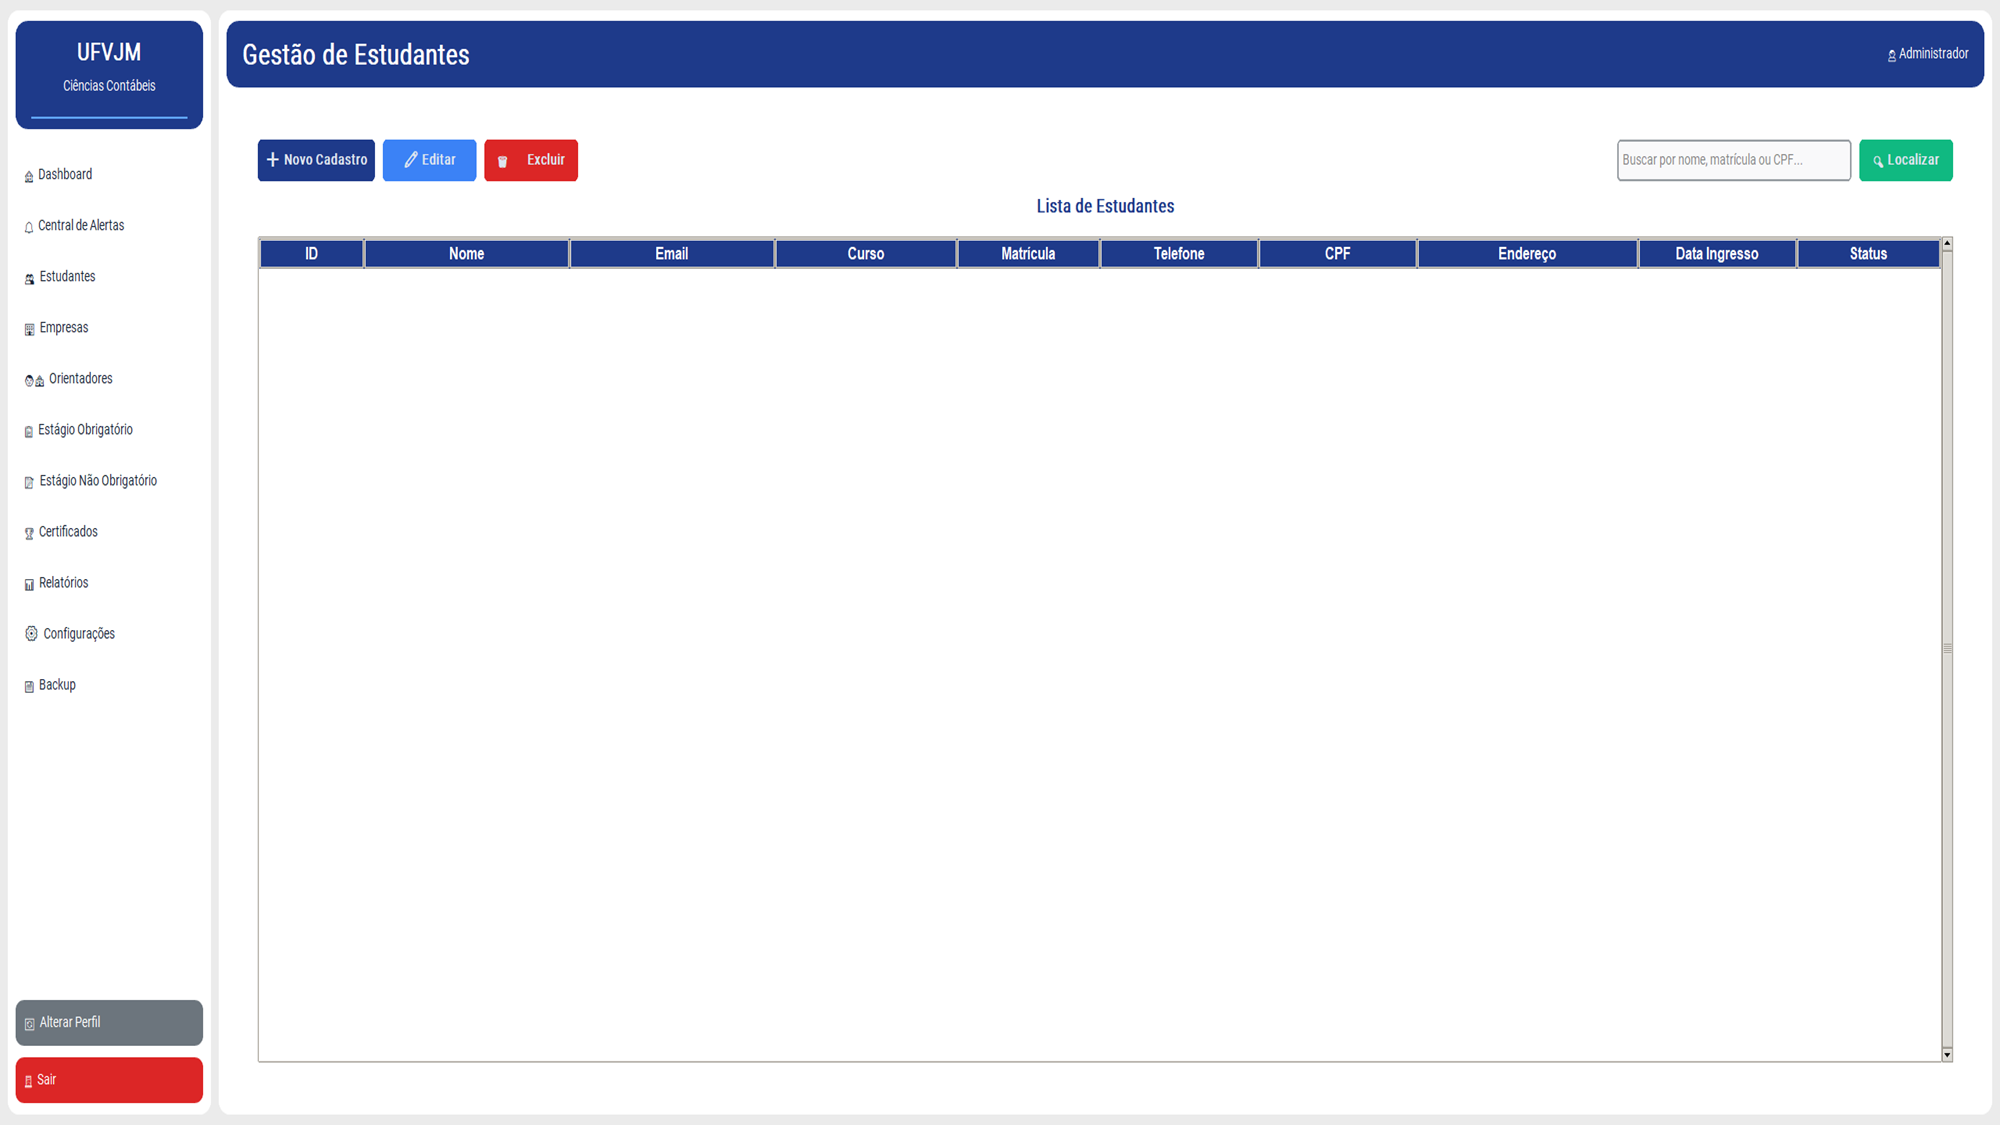 UFVJM
Ciências Contábeis
Dashboard
Central de Alertas
Estudantes
Empresas
Orientadores
Estágio Obrigatório
Estágio Não Obrigatório
Certificados
Relatórios
Configurações
Backup
Alterar Perfil
Sair
Gestão de Estudantes
Administrador
Novo Cadastro
Editar
Excluir
Buscar por nome, matrícula ou CPF...
Localizar
Lista de Estudantes
ID Nome Email Curso Matrícula Telefone CPF Endereço Data Ingresso Status